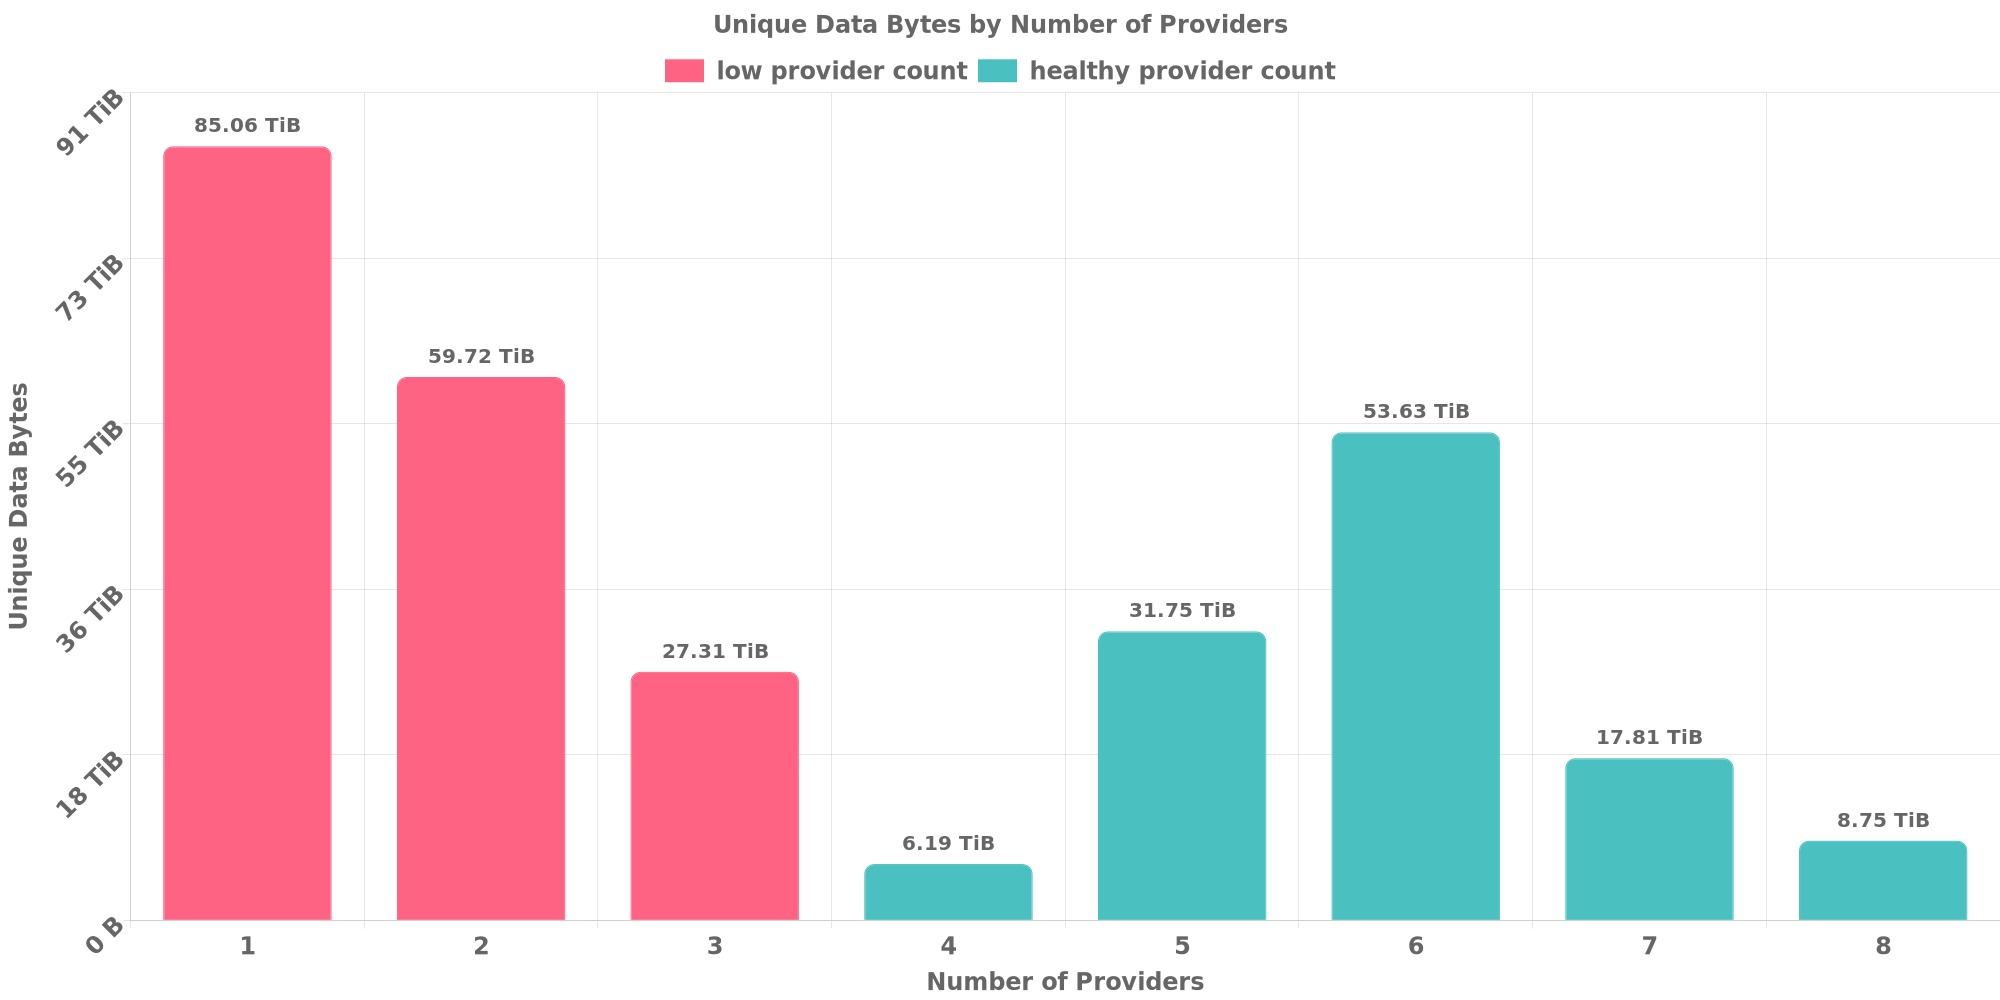 Unique Data Bytes by Number of Providers
low provider count
healthy provider count
91 TiB
73 TiB
55 TiB
36 TiB
18 TiB
0 B
Unique Data Bytes
85.06 TiB
59.72 TiB
27.31 TiB
6.19 TiB
31.75 TiB
53.63 TiB
17.81 TiB
8.75 TiB
1 2 3 4 5 6 7 8
Number of Providers